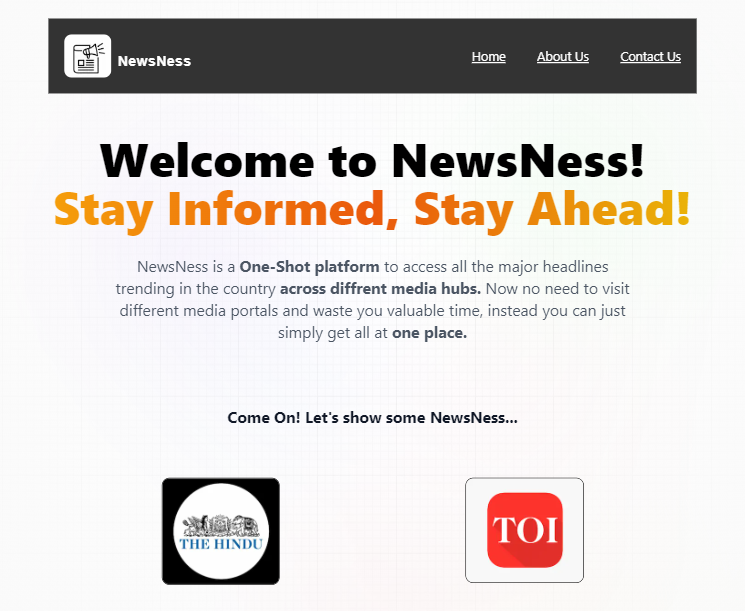 NewsNess
Home About Us Contact Us
Welcome to NewsNess!
Stay Informed, Stay Ahead!
NewsNess is a One-Shot platform to access all the major headlines
trending in the country across diffrent media hubs. Now no need to visit
different media portals and waste you valuable time, instead you can just
simply get all at one place.
Come On! Let's show some NewsNess...
THE HINDU
TOI